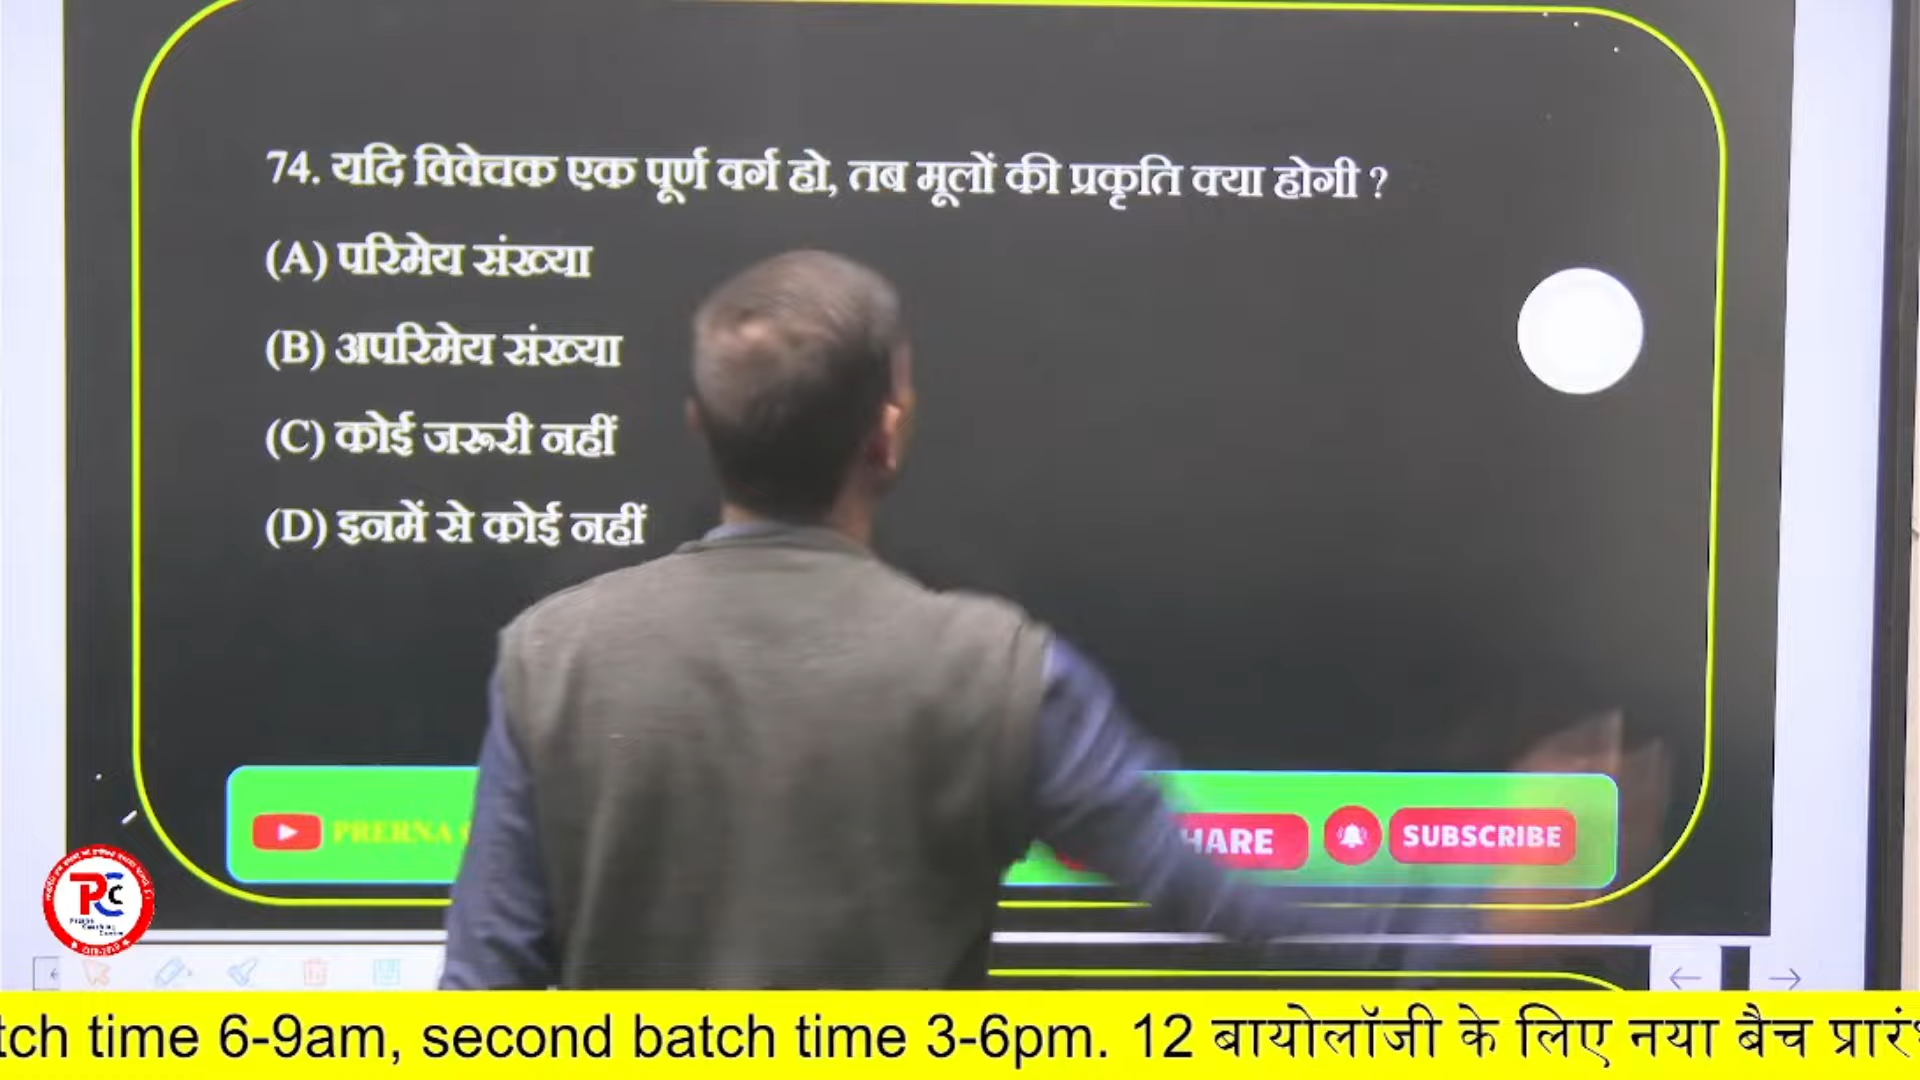 74. यदि विवेचक एक पूर्ण वर्ग हो, तब मूलों की प्रकृति क्या होगी ?
(A) परिमेय संख्या
(B) अपरिमेय संख्या
(C) कोई जरूरी नहीं
(D) इनमें से कोई नहीं
PRERNA
HARE SUBSCRIBE
PCC
tch time 6-9am, second batch time 3-6pm. 12 बायोलॉजी के लिए नया बैच प्रारं